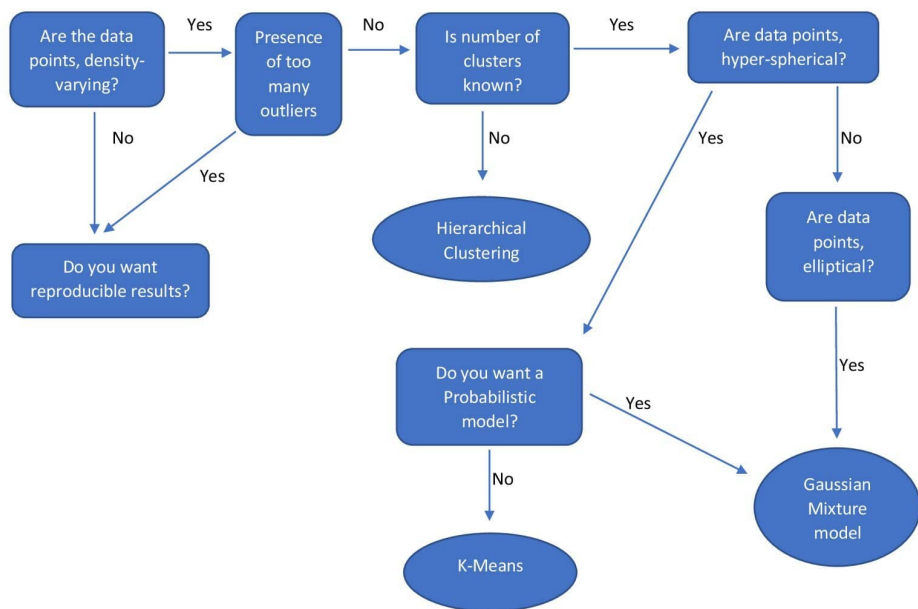 Are the data
points, density-
varying?
Yes
Presence
of too
many
outliers
No
Is number of
clusters
known?
Yes
Are data points,
hyper-spherical?
No
Yes
No
Yes
No
Hierarchical
Clustering
Are data
points,
elliptical?
Do you want
reproducible results?
Do you want a
Probabilistic
model?
Yes
Yes
No
Gaussian
Mixture
model
K-Means